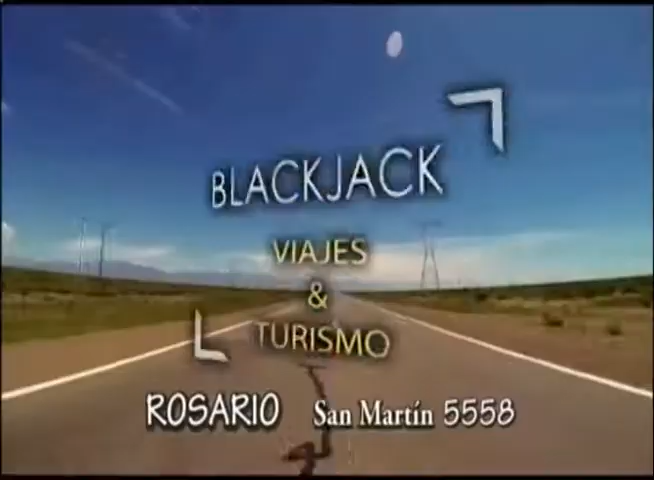 BLACKJACK
VIAJES
&
TURISMO
ROSARIO San Martín 5558